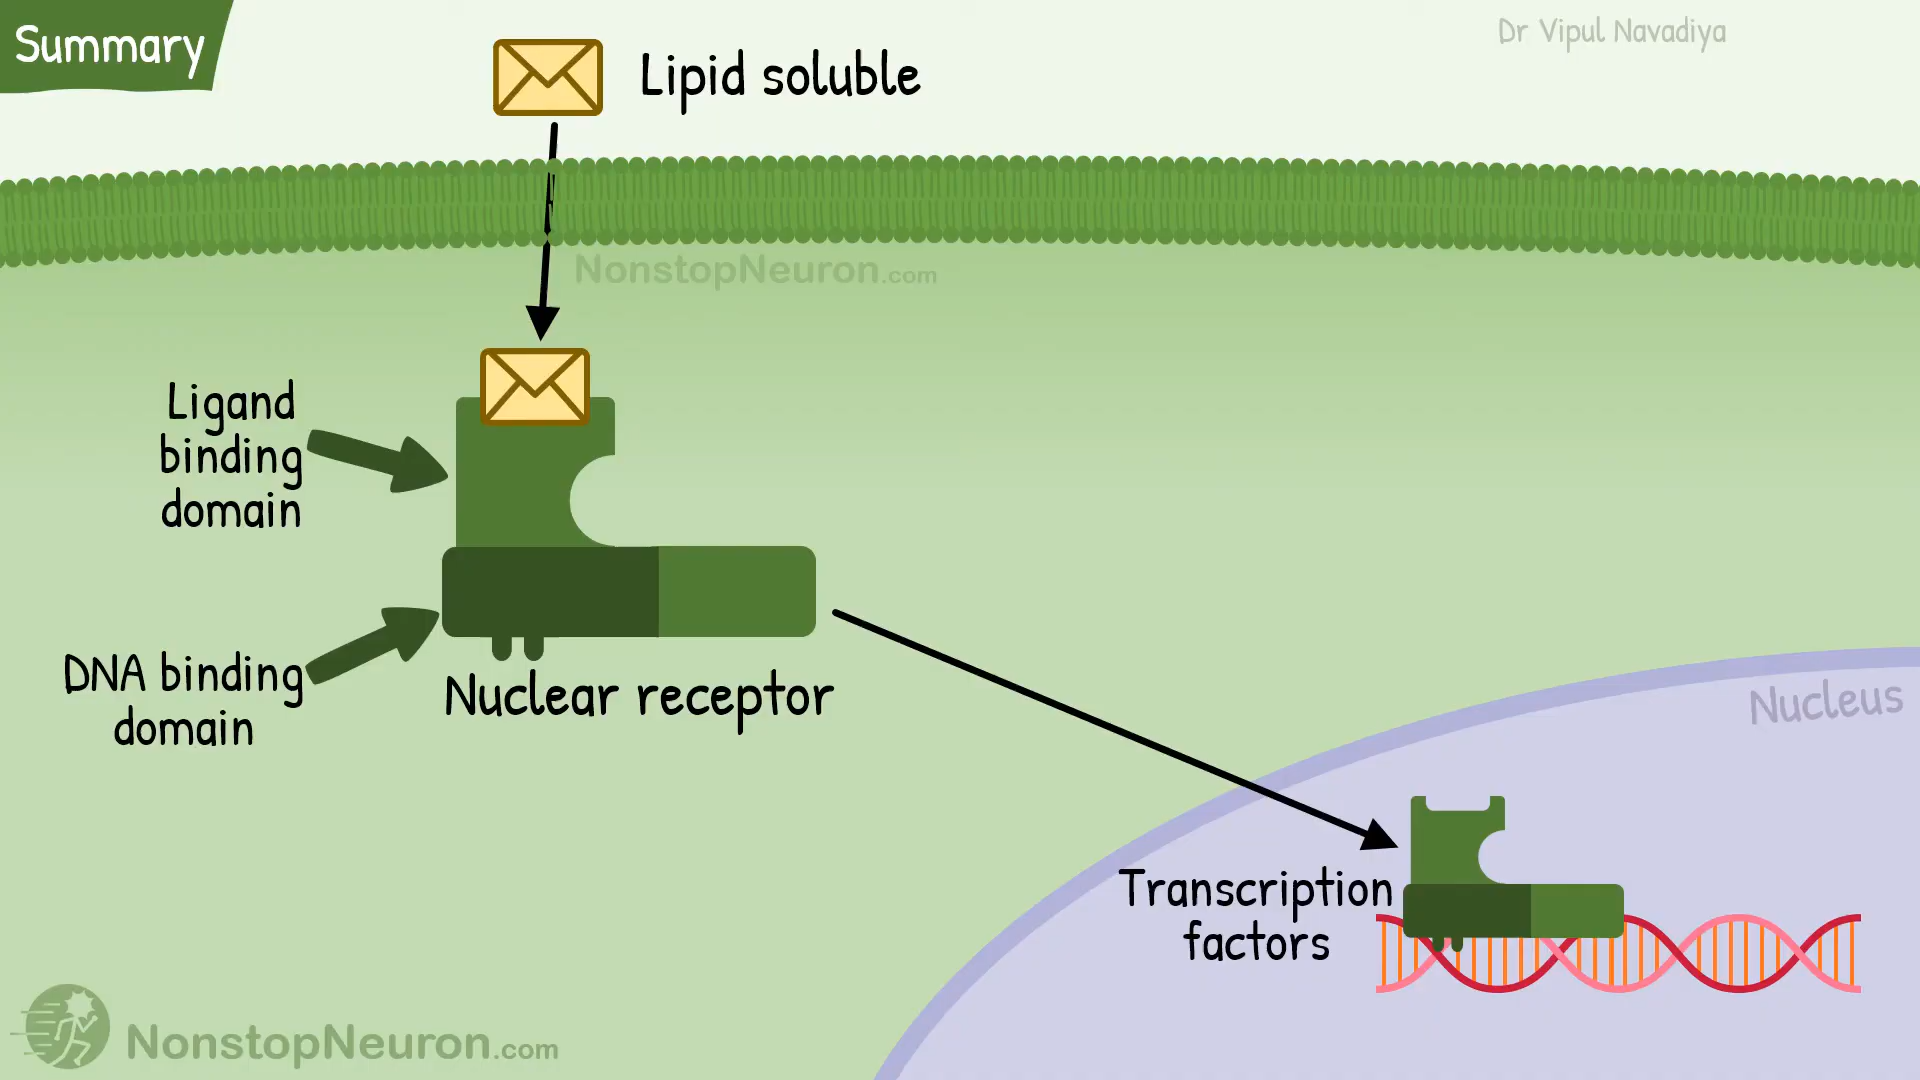 Summary
Dr Vipul Navadiya
Lipid soluble
NonstopNeuron.com
Ligand
binding
domain
DNA binding
domain
Nuclear receptor
Nucleus
Transcription
factors
NonstopNeuron.com